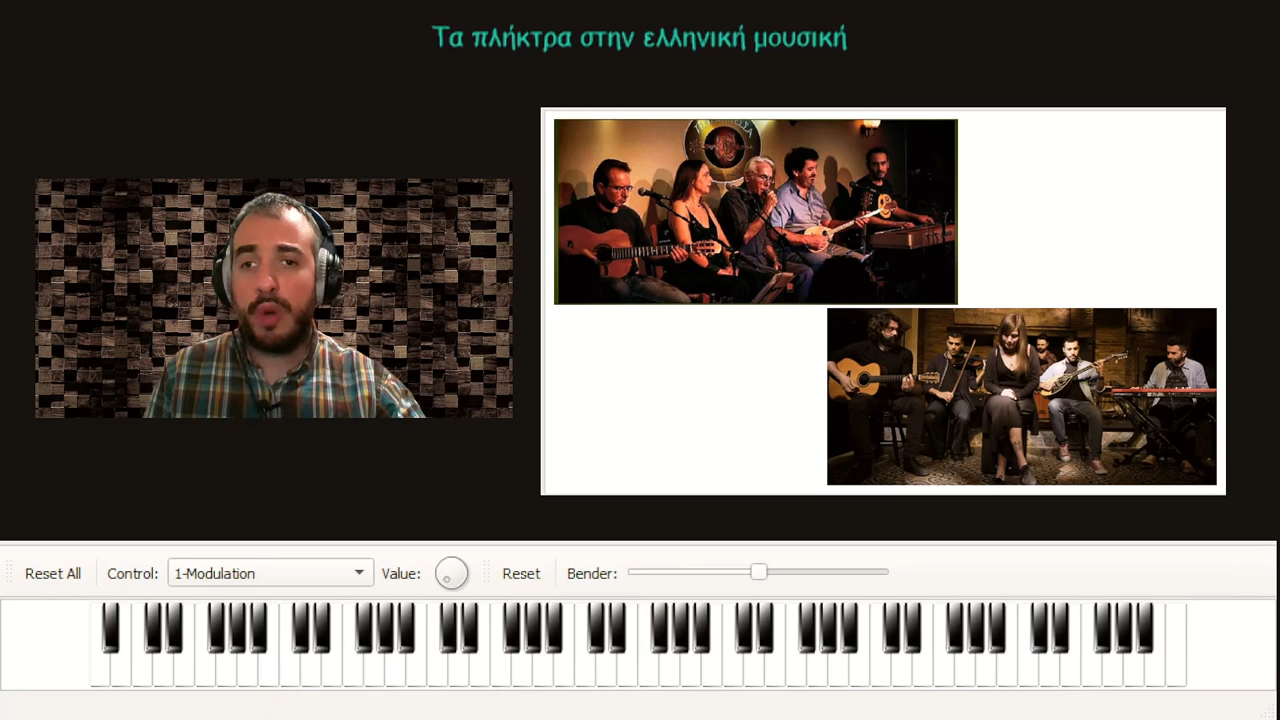 Τα πλήκτρα στην ελληνική μουσική
Reset All Control: 1-Modulation Value: Reset Bender: